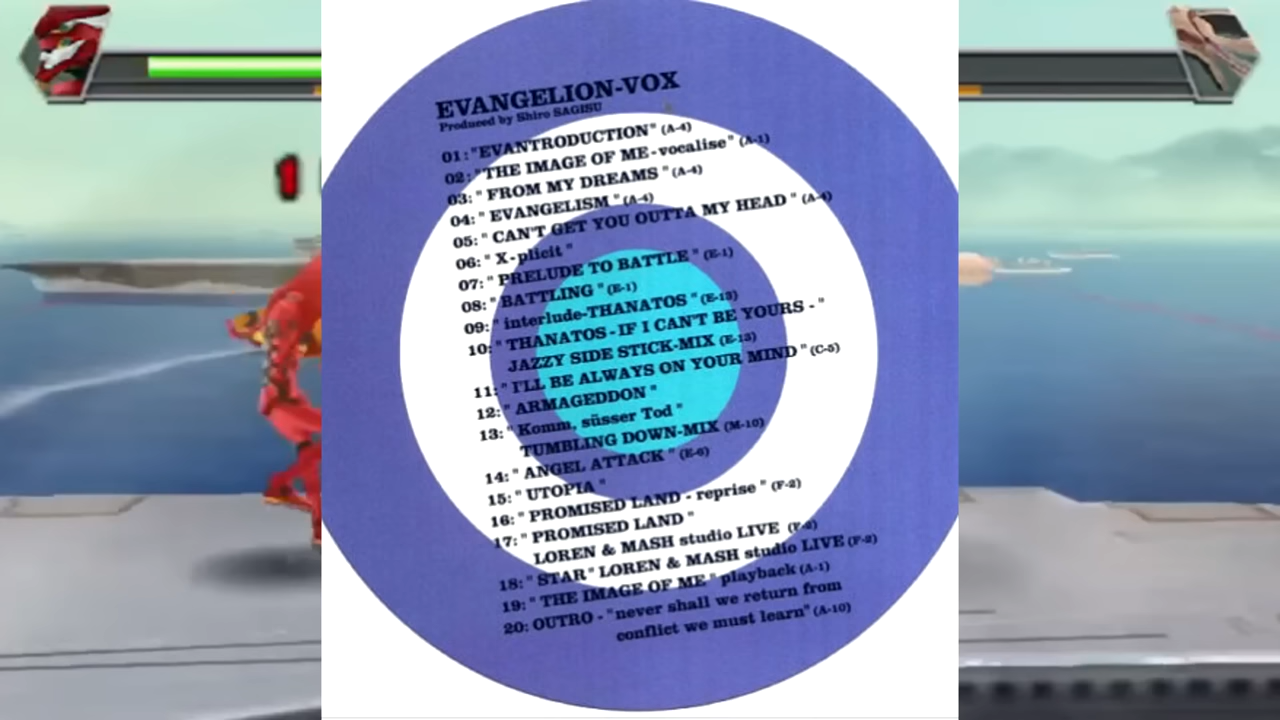 EVANGELION-VOX
Produced by Shiro SAGISU
01: "EVANTRODUCTION" (A-4)
02: "THE IMAGE OF ME-vocalise" (A-1)
03: " FROM MY DREAMS " (A-4)
04: " EVANGELISM " (A-4)
05: " CAN'T GET YOU OUTTA MY HEAD " (A-4)
06: " X-plicit "
07: " PRELUDE TO BATTLE " (E-1)
08: " BATTLING " (E-1)
09: " interlude-THANATOS " (E-13)
10: " THANATOS-IF I CAN'T BE YOURS - "
JAZZY SIDE STICK-MIX (E-13)
11: " I'LL BE ALWAYS ON YOUR MIND " (C-5)
12: " ARMAGEDDON "
13: " Komm, süsser Tod "
TUMBLING DOWN-MIX (M-10)
14: " ANGEL ATTACK " (E-6)
15: " UTOPIA "
16: " PROMISED LAND - reprise " (F-2)
17: " PROMISED LAND "
LOREN & MASH studio LIVE (F-2)
18: " STAR" LOREN & MASH studio LIVE (F-2)
19: " THE IMAGE OF ME " playback (A-1)
20: OUTRO - "never shall we return from
conflict we must learn" (A-10)